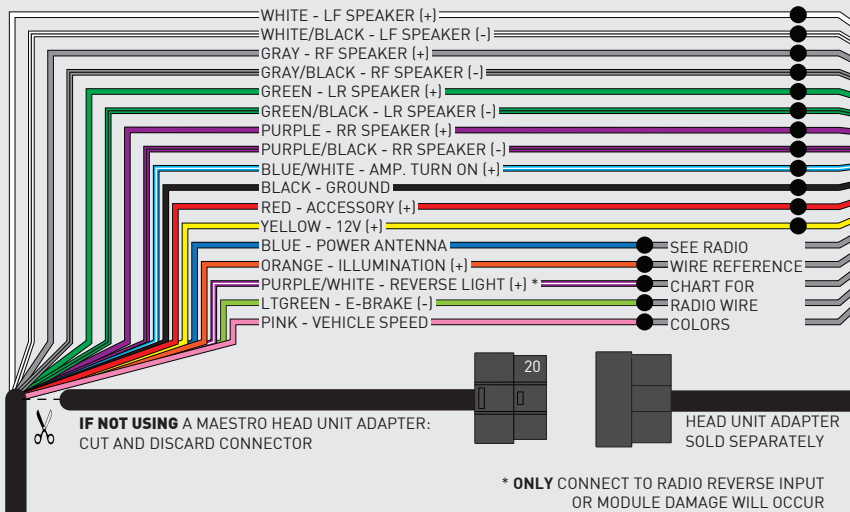 WHITE - LF SPEAKER (+)
WHITE/BLACK - LF SPEAKER (-)
GRAY - RF SPEAKER (+)
GRAY/BLACK - RF SPEAKER (-)
GREEN - LR SPEAKER (+)
GREEN/BLACK - LR SPEAKER (-)
PURPLE - RR SPEAKER (+)
PURPLE/BLACK - RR SPEAKER (-)
BLUE/WHITE - AMP. TURN ON (+)
BLACK - GROUND
RED - ACCESSORY (+)
YELLOW - 12V (+)
BLUE - POWER ANTENNA
ORANGE - ILLUMINATION (+)
PURPLE/WHITE - REVERSE LIGHT (+) *
LTGREEN - E-BRAKE (-)
PINK - VEHICLE SPEED
SEE RADIO
WIRE REFERENCE
CHART FOR
RADIO WIRE
COLORS
20
IF NOT USING A MAESTRO HEAD UNIT ADAPTER:
CUT AND DISCARD CONNECTOR
HEAD UNIT ADAPTER
SOLD SEPARATELY
* ONLY CONNECT TO RADIO REVERSE INPUT
OR MODULE DAMAGE WILL OCCUR